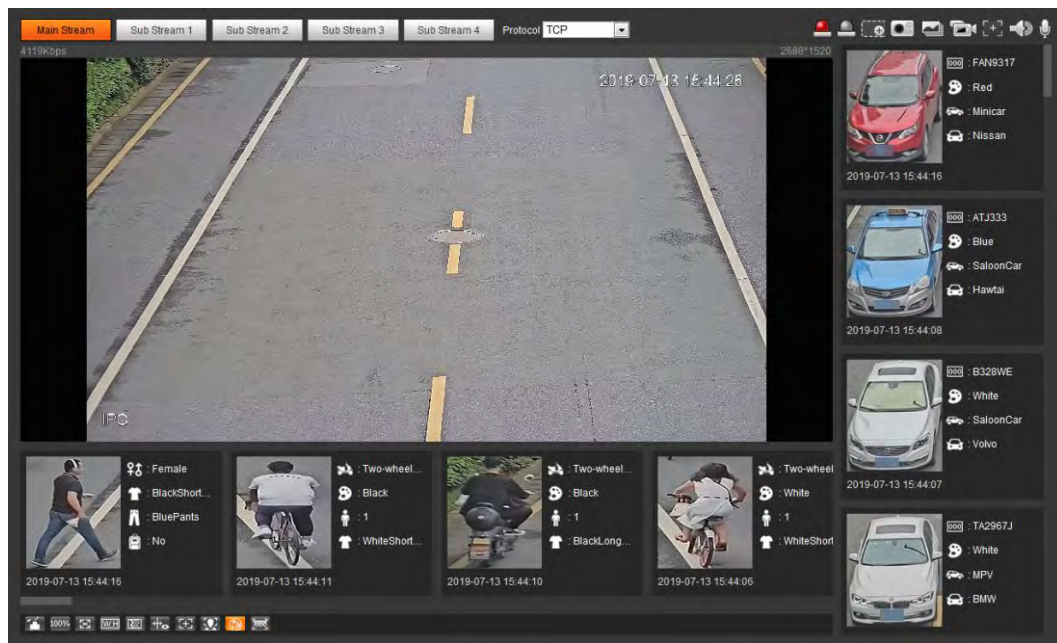 Main Stream
Sub Stream 1
Sub Stream 2
Sub Stream 3
Sub Stream 4
Protocol TCP
4119Kbps
2688*1520
2019-07-13 15:44:26
IPC
: FAN9317
: Red
: Minicar
: Nissan
2019-07-13 15:44:16
: ATJ333
: Blue
: SaloonCar
: Hawtai
2019-07-13 15:44:08
: B328WE
: White
: SaloonCar
: Volvo
2019-07-13 15:44:07
: TA2967J
: White
: MPV
: BMW
: Female
: BlackShort...
: BluePants
: No
2019-07-13 15:44:16
: Two-wheel...
: Black
: 1
: WhiteShort...
2019-07-13 15:44:11
: Two-wheel...
: Black
: 1
: BlackLong...
2019-07-13 15:44:10
: Two-wheel
: White
: 1
: WhiteShort
2019-07-13 15:44:06
100%
W:H